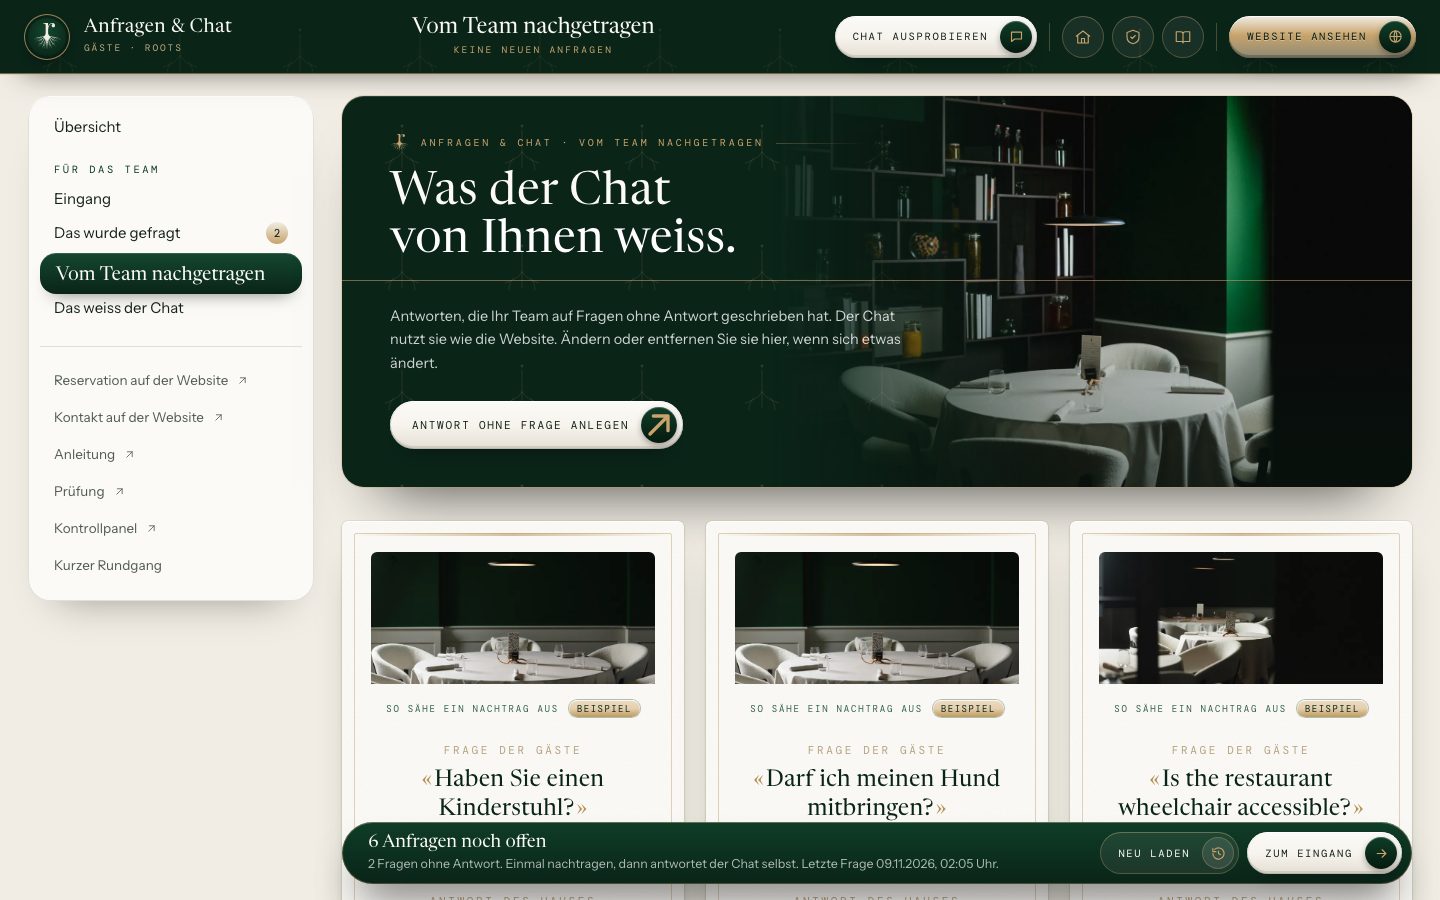 Anfragen & Chat
GÄSTE · ROOTS
Vom Team nachgetragen
KEINE NEUEN ANFRAGEN
CHAT AUSPROBIEREN
WEBSITE ANSEHEN
Übersicht
FÜR DAS TEAM
Eingang
Das wurde gefragt
2
Vom Team nachgetragen
Das weiss der Chat
Reservation auf der Website
Kontakt auf der Website
Anleitung
Prüfung
Kontrollpanel
Kurzer Rundgang
r ANFRAGEN & CHAT · VOM TEAM NACHGETRAGEN
Was der Chat
von Ihnen weiss.
Antworten, die Ihr Team auf Fragen ohne Antwort geschrieben hat. Der Chat
nutzt sie wie die Website. Ändern oder entfernen Sie sie hier, wenn sich etwas
ändert.
ANTWORT OHNE FRAGE ANLEGEN
SO SÄHE EIN NACHTRAG AUS BEISPIEL
FRAGE DER GÄSTE
«Haben Sie einen
Kinderstuhl?»
SO SÄHE EIN NACHTRAG AUS BEISPIEL
FRAGE DER GÄSTE
«Darf ich meinen Hund
mitbringen?»
SO SÄHE EIN NACHTRAG AUS BEISPIEL
FRAGE DER GÄSTE
«Is the restaurant
wheelchair accessible?»
6 Anfragen noch offen
2 Fragen ohne Antwort. Einmal nachtragen, dann antwortet der Chat selbst. Letzte Frage 09.11.2026, 02:05 Uhr.
NEU LADEN
ZUM EINGANG